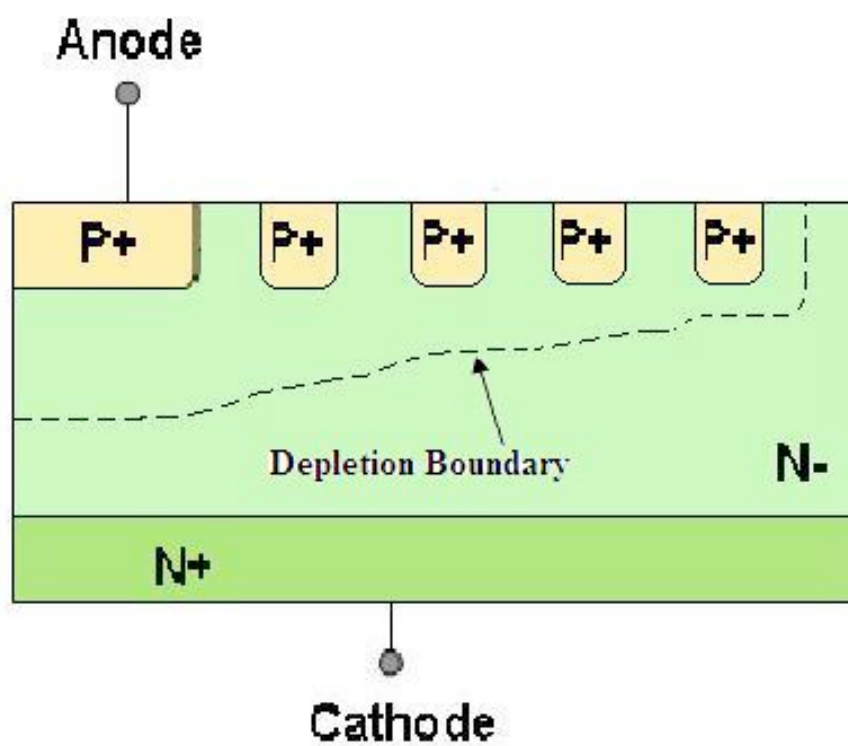 Anode
P+ P+ P+ P+ P+
Depletion Boundary
N-
N+
Cathode